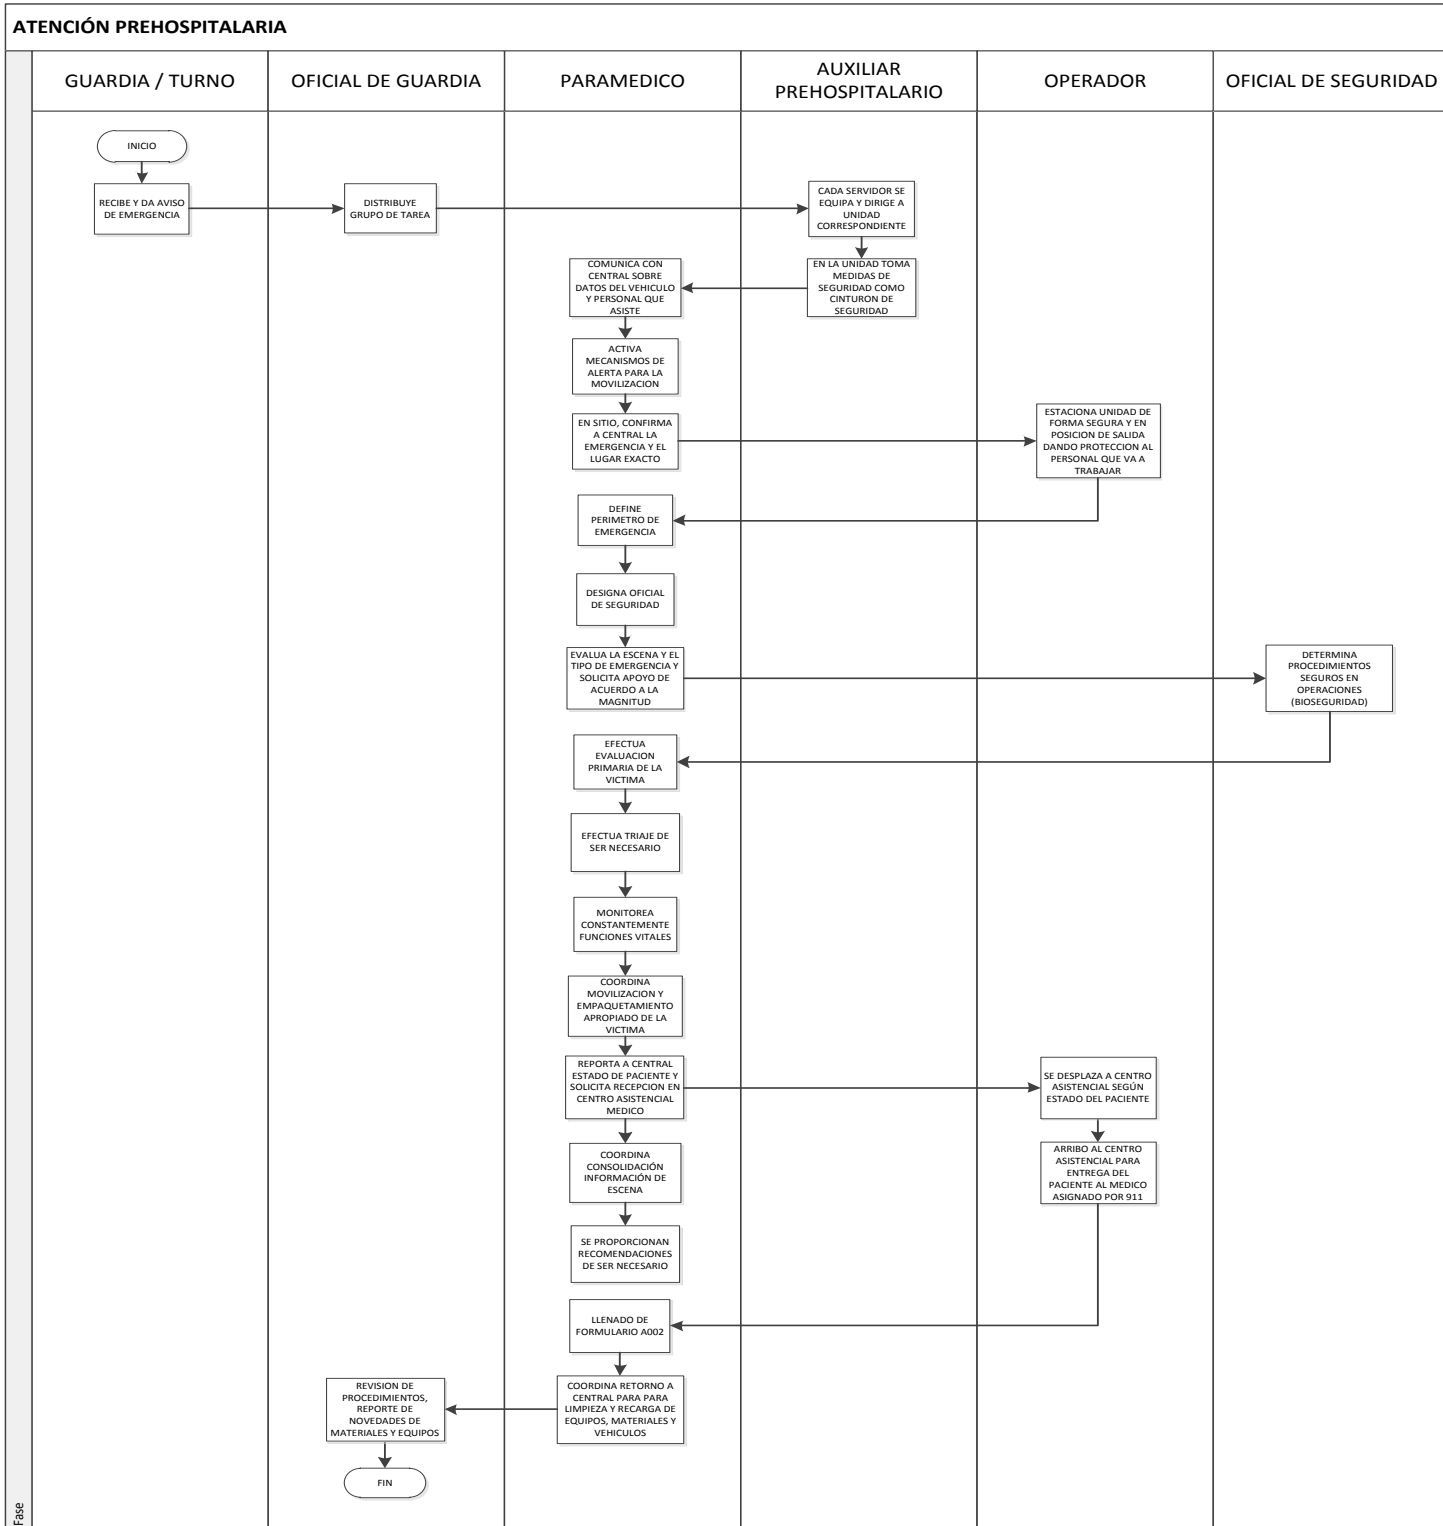 ATENCIÓN PREHOSPITALARIA
GUARDIA / TURNO
OFICIAL DE GUARDIA
PARAMEDICO
AUXILIAR
PREHOSPITALARIO
OPERADOR
OFICIAL DE SEGURIDAD
INICIO
RECIBE Y DA AVISO
DE EMERGENCIA
DISTRIBUYE
GRUPO DE TAREA
CADA SERVIDOR SE
EQUIPA Y DIRIGE A
UNIDAD
CORRESPONDIENTE
EN LA UNIDAD TOMA
MEDIDAS DE
SEGURIDAD COMO
CINTURON DE
SEGURIDAD
COMUNICA CON
CENTRAL SOBRE
DATOS DEL VEHICULO
Y PERSONAL QUE
ASISTE
ACTIVA
MECANISMOS DE
ALERTA PARA LA
MOVILIZACION
EN SITIO, CONFIRMA
A CENTRAL LA
EMERGENCIA Y EL
LUGAR EXACTO
ESTACIONA UNIDAD DE
FORMA SEGURA Y EN
POSICION DE SALIDA
DANDO PROTECCION AL
PERSONAL QUE VA A
TRABAJAR
DEFINE
PERIMETRO DE
EMERGENCIA
DESIGNA OFICIAL
DE SEGURIDAD
EVALUA LA ESCENA Y EL
TIPO DE EMERGENCIA Y
SOLICITA APOYO DE
ACUERDO A LA
MAGNITUD
DETERMINA
PROCEDIMIENTOS
SEGUROS EN
OPERACIONES
(BIOSEGURIDAD)
EFECTUA
EVALUACION
PRIMARIA DE LA
VICTIMA
EFECTUA TRIAJE DE
SER NECESARIO
MONITOREA
CONSTANTEMENTE
FUNCIONES VITALES
COORDINA
MOVILIZACION Y
EMPAQUETAMIENTO
APROPIADO DE LA
VICTIMA
REPORTA A CENTRAL
ESTADO DE PACIENTE Y
SOLICITA RECEPCION EN
CENTRO ASISTENCIAL
MEDICO
SE DESPLAZA A CENTRO
ASISTENCIAL SEGÚN
ESTADO DEL PACIENTE
ARRIBO AL CENTRO
ASISTENCIAL PARA
ENTREGA DEL
PACIENTE AL MEDICO
ASIGNADO POR 911
COORDINA
CONSOLIDACIÓN
INFORMACIÓN DE
ESCENA
SE PROPORCIONAN
RECOMENDACIONES
DE SER NECESARIO
LLENADO DE
FORMULARIO A002
COORDINA RETORNO A
CENTRAL PARA PARA
LIMPIEZA Y RECARGA DE
EQUIPOS, MATERIALES Y
VEHICULOS
REVISION DE
PROCEDIMIENTOS,
REPORTE DE
NOVEDADES DE
MATERIALES Y EQUIPOS
FIN
Fase